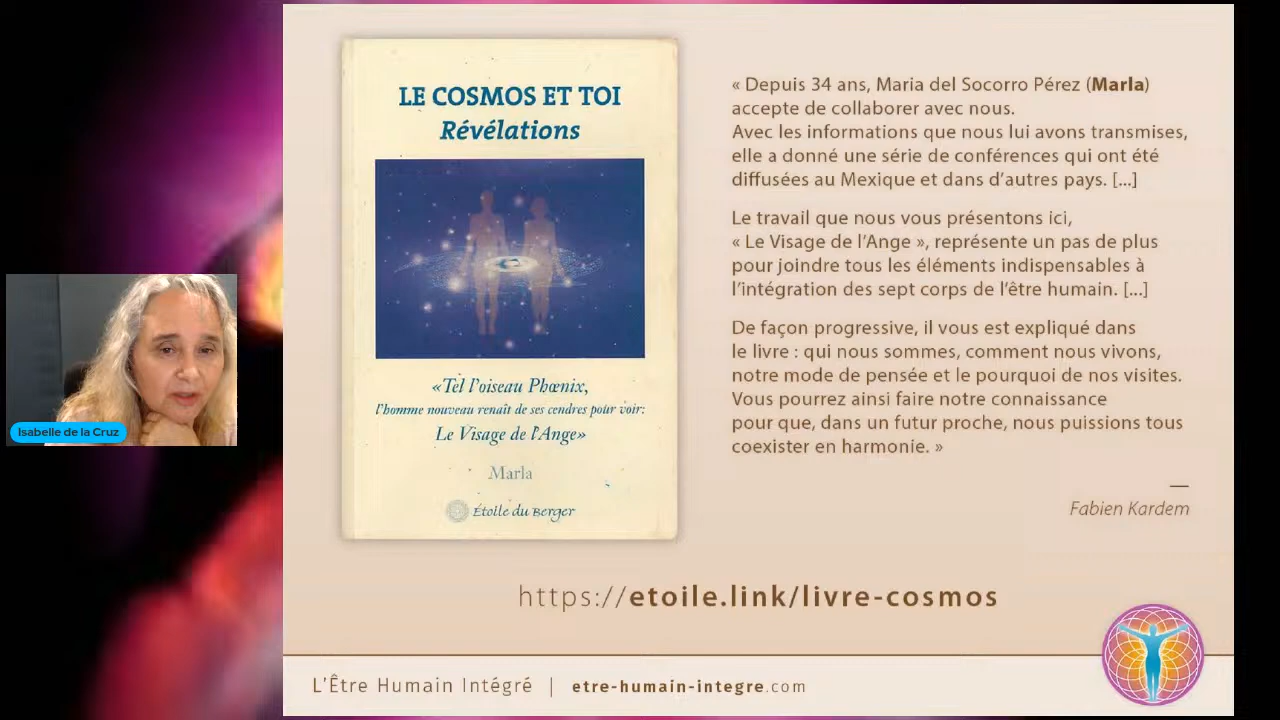 LE COSMOS ET TOI
Révélations
«Tel l'oiseau Phœnix,
l'homme nouveau renaît de ses cendres pour voir:
Le Visage de l'Ange»
Marla
Étoile du Berger
« Depuis 34 ans, Maria del Socorro Pérez (Marla)
accepte de collaborer avec nous.
Avec les informations que nous lui avons transmises,
elle a donné une série de conférences qui ont été
diffusées au Mexique et dans d'autres pays. [...]
Le travail que nous vous présentons ici,
« Le Visage de l'Ange », représente un pas de plus
pour joindre tous les éléments indispensables à
l'intégration des sept corps de l'être humain. [...]
De façon progressive, il vous est expliqué dans
le livre : qui nous sommes, comment nous vivons,
notre mode de pensée et le pourquoi de nos visites.
Vous pourrez ainsi faire notre connaissance
pour que, dans un futur proche, nous puissions tous
coexister en harmonie. »
—
Fabien Kardem
Isabelle de la Cruz
https://etoile.link/livre-cosmos
L'Être Humain Intégré | etre-humain-integre.com